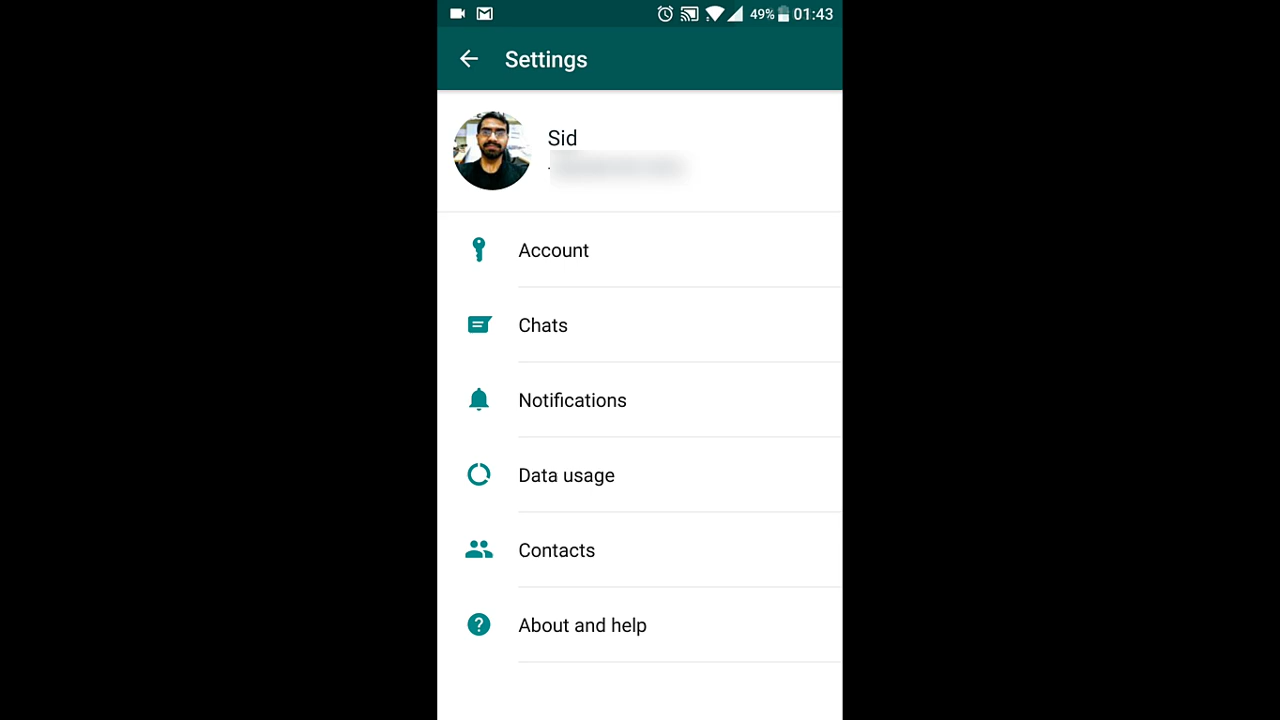 49% 01:43
Settings
Sid
Account
Chats
Notifications
Data usage
Contacts
About and help